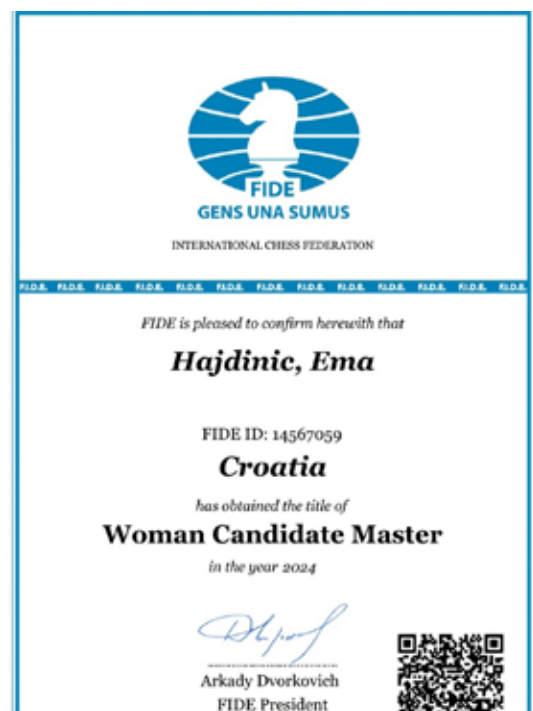 FIDE
GENS UNA SUMUS
INTERNATIONAL CHESS FEDERATION
F.I.D.E. F.I.D.E. F.I.D.E. F.I.D.E. F.I.D.E. F.I.D.E. F.I.D.E. F.I.D.E. F.I.D.E. F.I.D.E. F.I.D.E. F.I.D.E. F.I.D.E.
FIDE is pleased to confirm herewith that
Hajdinic, Ema
FIDE ID: 14567059
Croatia
has obtained the title of
Woman Candidate Master
in the year 2024
Arkady Dvorkovich
FIDE President